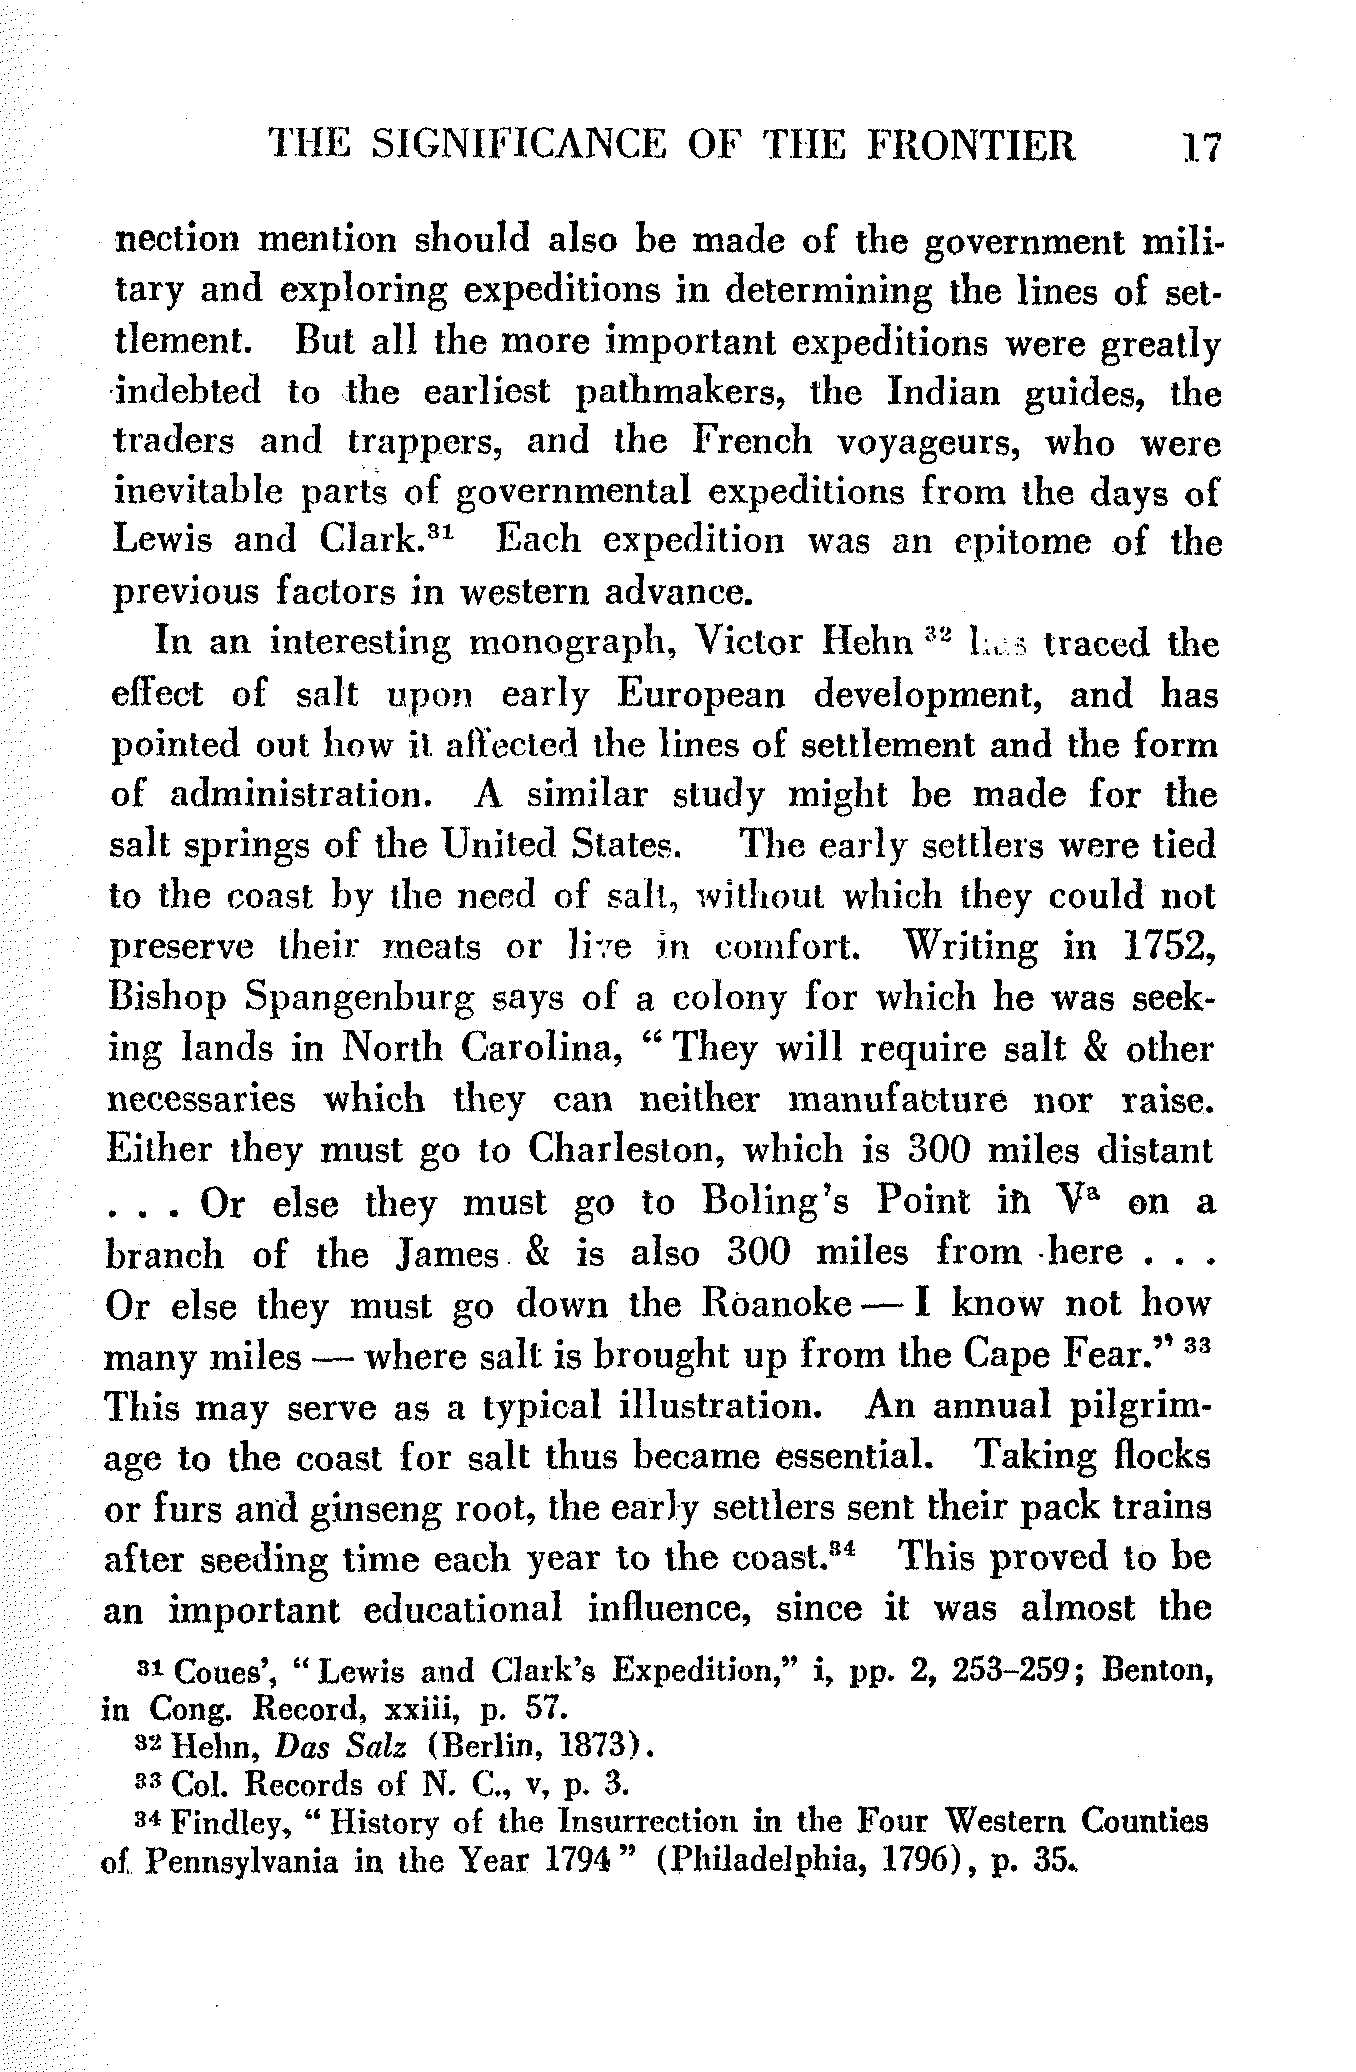 THE SIGNIFICANCE OF THE FRONTIER 17
nection mention should also be made of the government mili-
tary and exploring expeditions in determining the lines of set-
tlement. But all the more important expeditions were greatly
indebted to the earliest pathmakers, the Indian guides, the
traders and trappers, and the French voyageurs, who were
inevitable parts of governmental expeditions from the days of
Lewis and Clark.³¹ Each expedition was an epitome of the
previous factors in western advance.
In an interesting monograph, Victor Hehn ³² has traced the
effect of salt upon early European development, and has
pointed out how it affected the lines of settlement and the form
of administration. A similar study might be made for the
salt springs of the United States. The early settlers were tied
to the coast by the need of salt, without which they could not
preserve their meats or live in comfort. Writing in 1752,
Bishop Spangenburg says of a colony for which he was seek-
ing lands in North Carolina, “ They will require salt & other
necessaries which they can neither manufacture nor raise.
Either they must go to Charleston, which is 300 miles distant
. . . Or else they must go to Boling’s Point in Vᵃ on a
branch of the James & is also 300 miles from here . . .
Or else they must go down the Roanoke — I know not how
many miles — where salt is brought up from the Cape Fear.” ³³
This may serve as a typical illustration. An annual pilgrim-
age to the coast for salt thus became essential. Taking flocks
or furs and ginseng root, the early settlers sent their pack trains
after seeding time each year to the coast.³⁴ This proved to be
an important educational influence, since it was almost the
³¹ Coues’, “ Lewis and Clark’s Expedition,” i, pp. 2, 253–259; Benton,
in Cong. Record, xxiii, p. 57.
³² Hehn, Das Salz (Berlin, 1873).
³³ Col. Records of N. C., v, p. 3.
³⁴ Findley, “ History of the Insurrection in the Four Western Counties
of Pennsylvania in the Year 1794 ” (Philadelphia, 1796), p. 35.